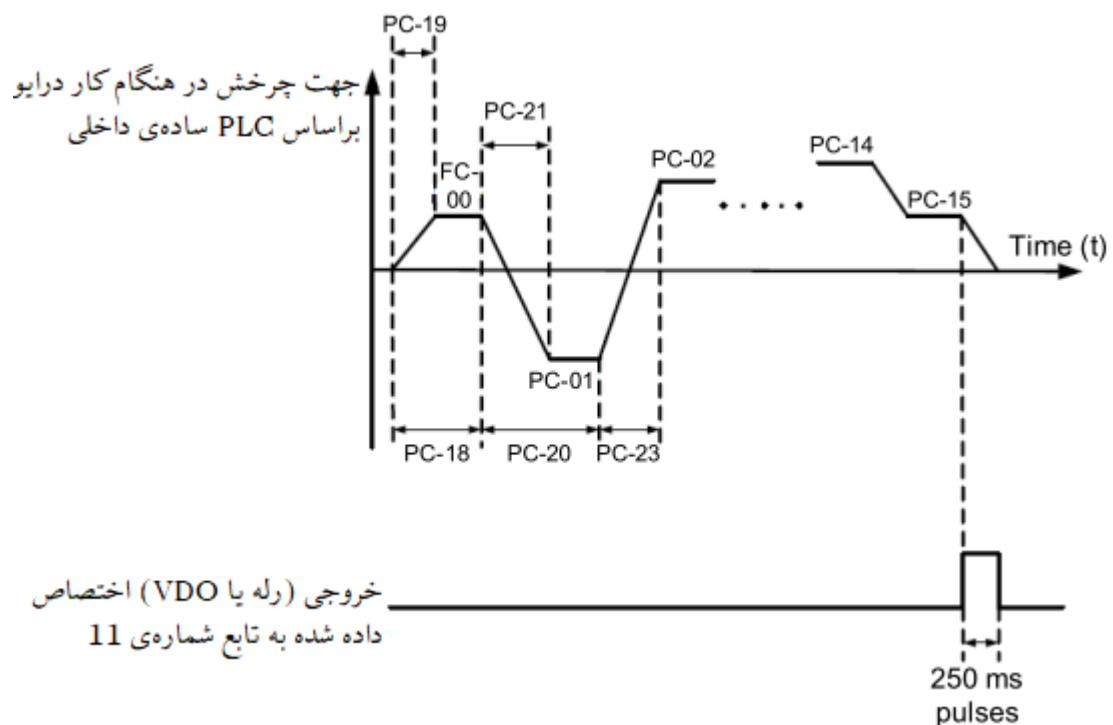 PC-19
جهت چرخش در هنگام کار درایو
براساس PLC ساده‌ی داخلی
PC-21
FC-
00
PC-02
PC-14
PC-15
Time (t)
PC-01
PC-18
PC-20
PC-23
خروجی (رله یا VDO) اختصاص
داده شده به تابع شماره‌ی 11
250 ms
pulses